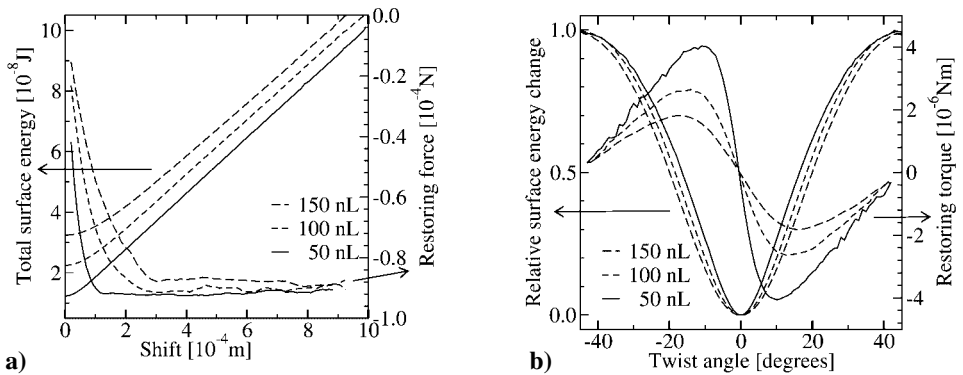 10
8
6
4
2
Total surface energy [10⁻⁸J]
0
2
4
6
8
10
Shift [10⁻⁴m]
0.0
-0.2
-0.4
-0.6
-0.8
-1.0
Restoring force [10⁻⁴N]
150 nL
100 nL
50 nL
a)
1.0
0.5
0.0
Relative surface energy change
-40
-20
0
20
40
Twist angle [degrees]
4
2
0
-2
-4
Restoring torque [10⁻⁶Nm]
150 nL
100 nL
50 nL
b)